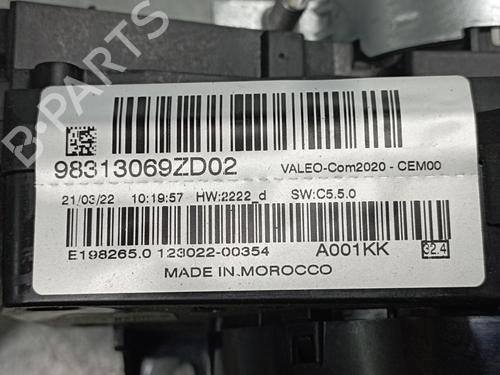 98313069ZD02 VALEO-Com2020 - CEM00
21/03/22 10:19:57 HW:2222_d SW:C5.5.0
E198265.0 123022-00354 A001KK 32.4
MADE IN MOROCCO
B-PARTS